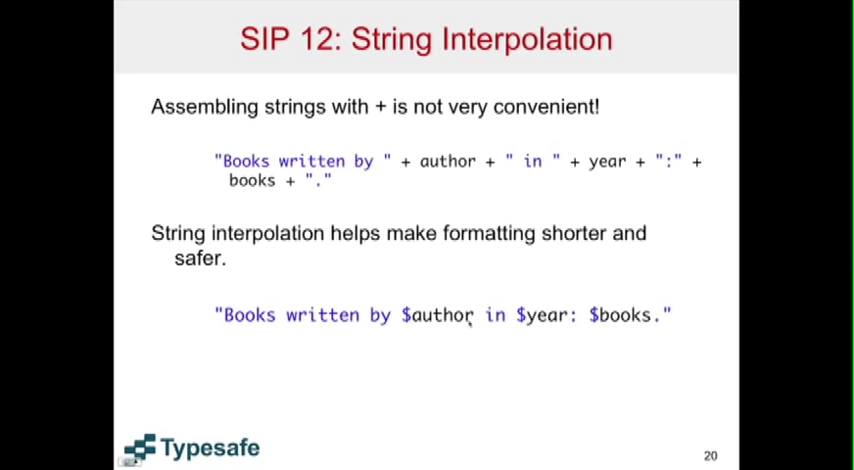 SIP 12: String Interpolation
Assembling strings with + is not very convenient!
"Books written by " + author + " in " + year + ":" +
books + "."
String interpolation helps make formatting shorter and
safer.
"Books written by $author in $year: $books."
Typesafe
20